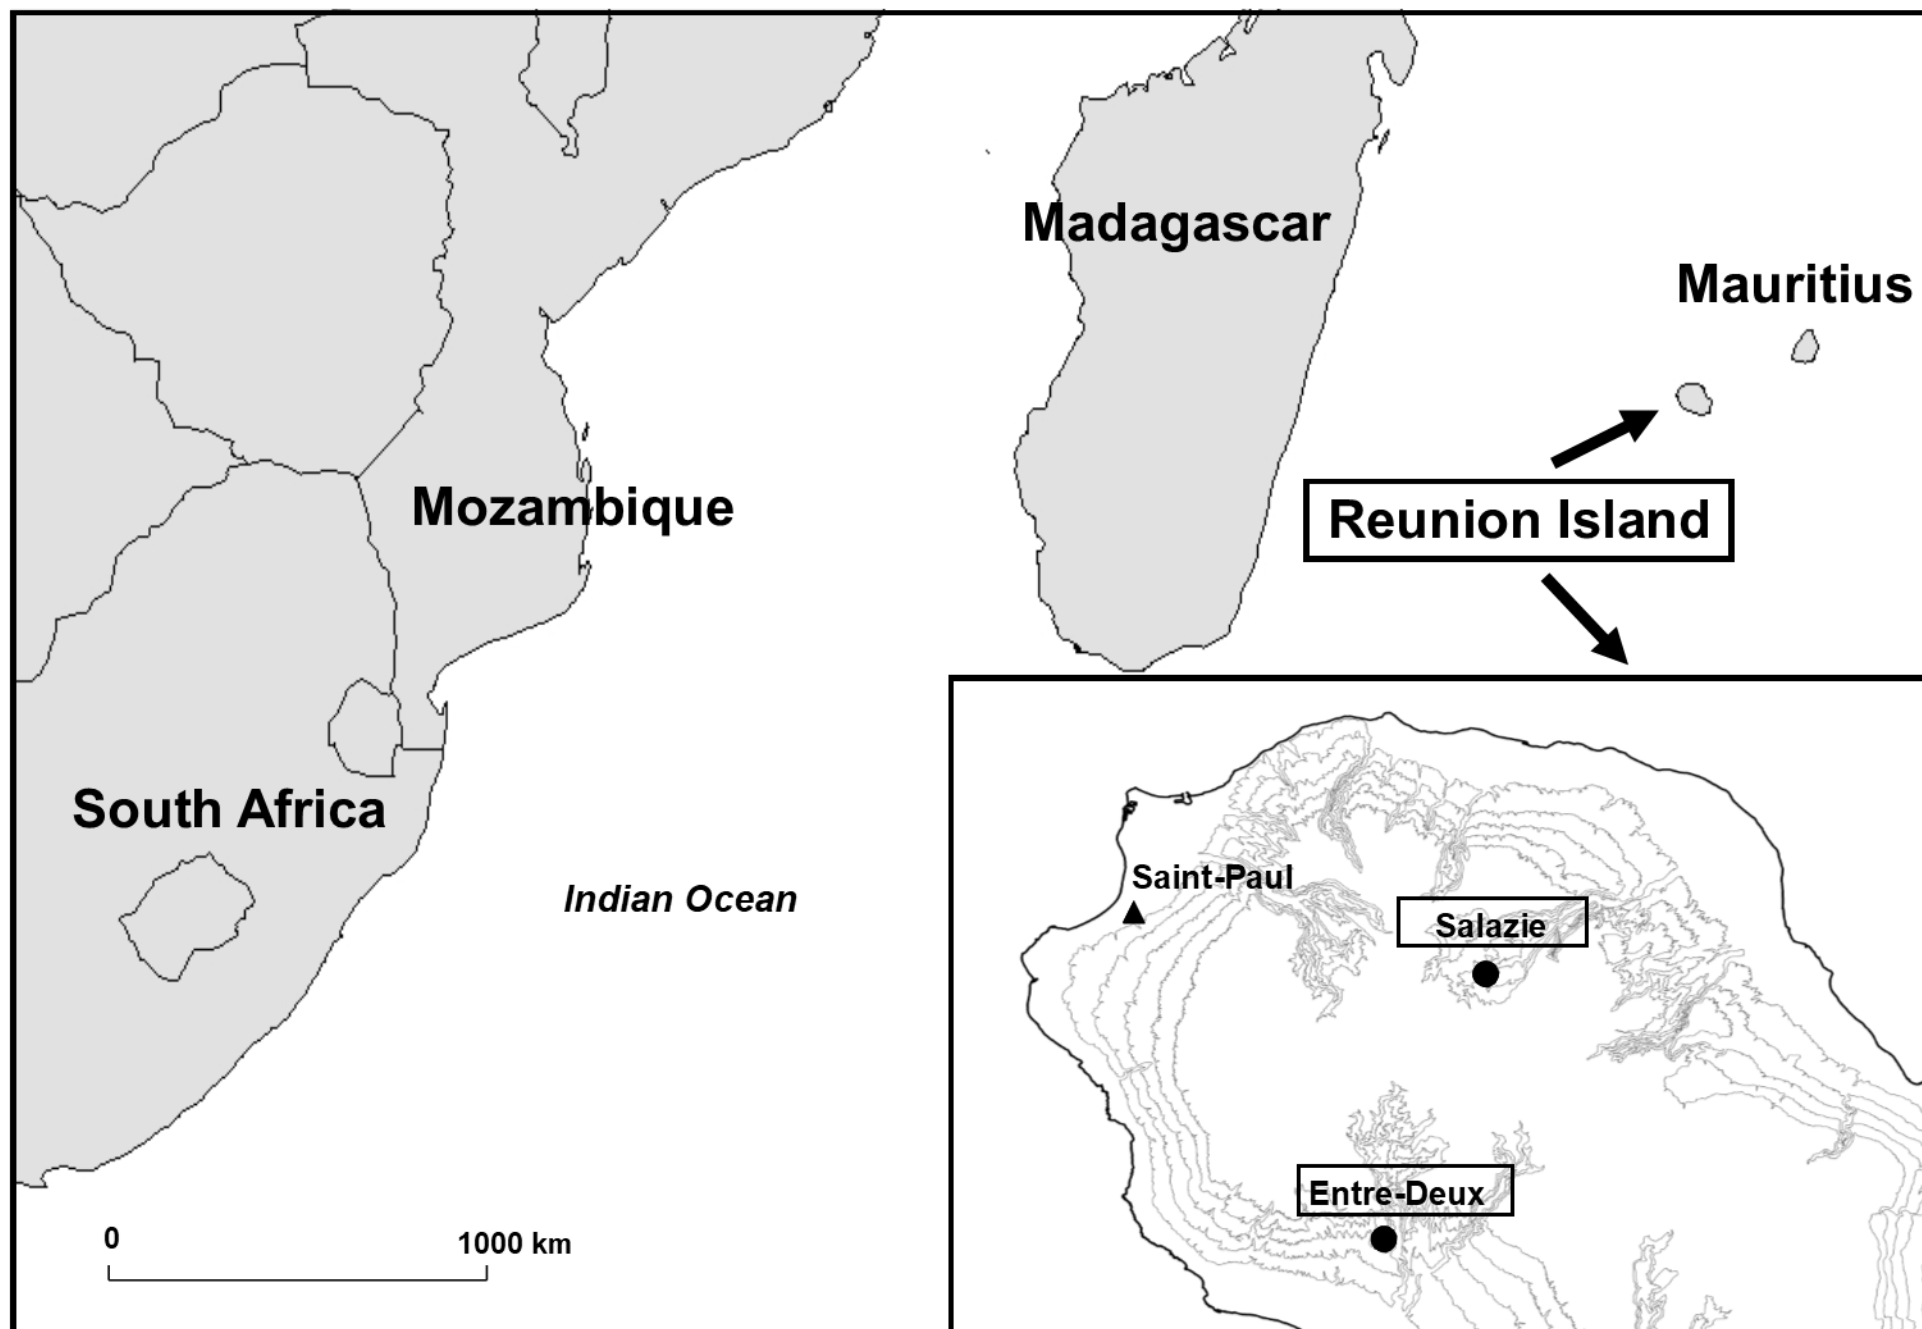 Madagascar
Mauritius
Mozambique
Reunion Island
South Africa
Indian Ocean
Saint-Paul
Salazie
Entre-Deux
0
1000 km